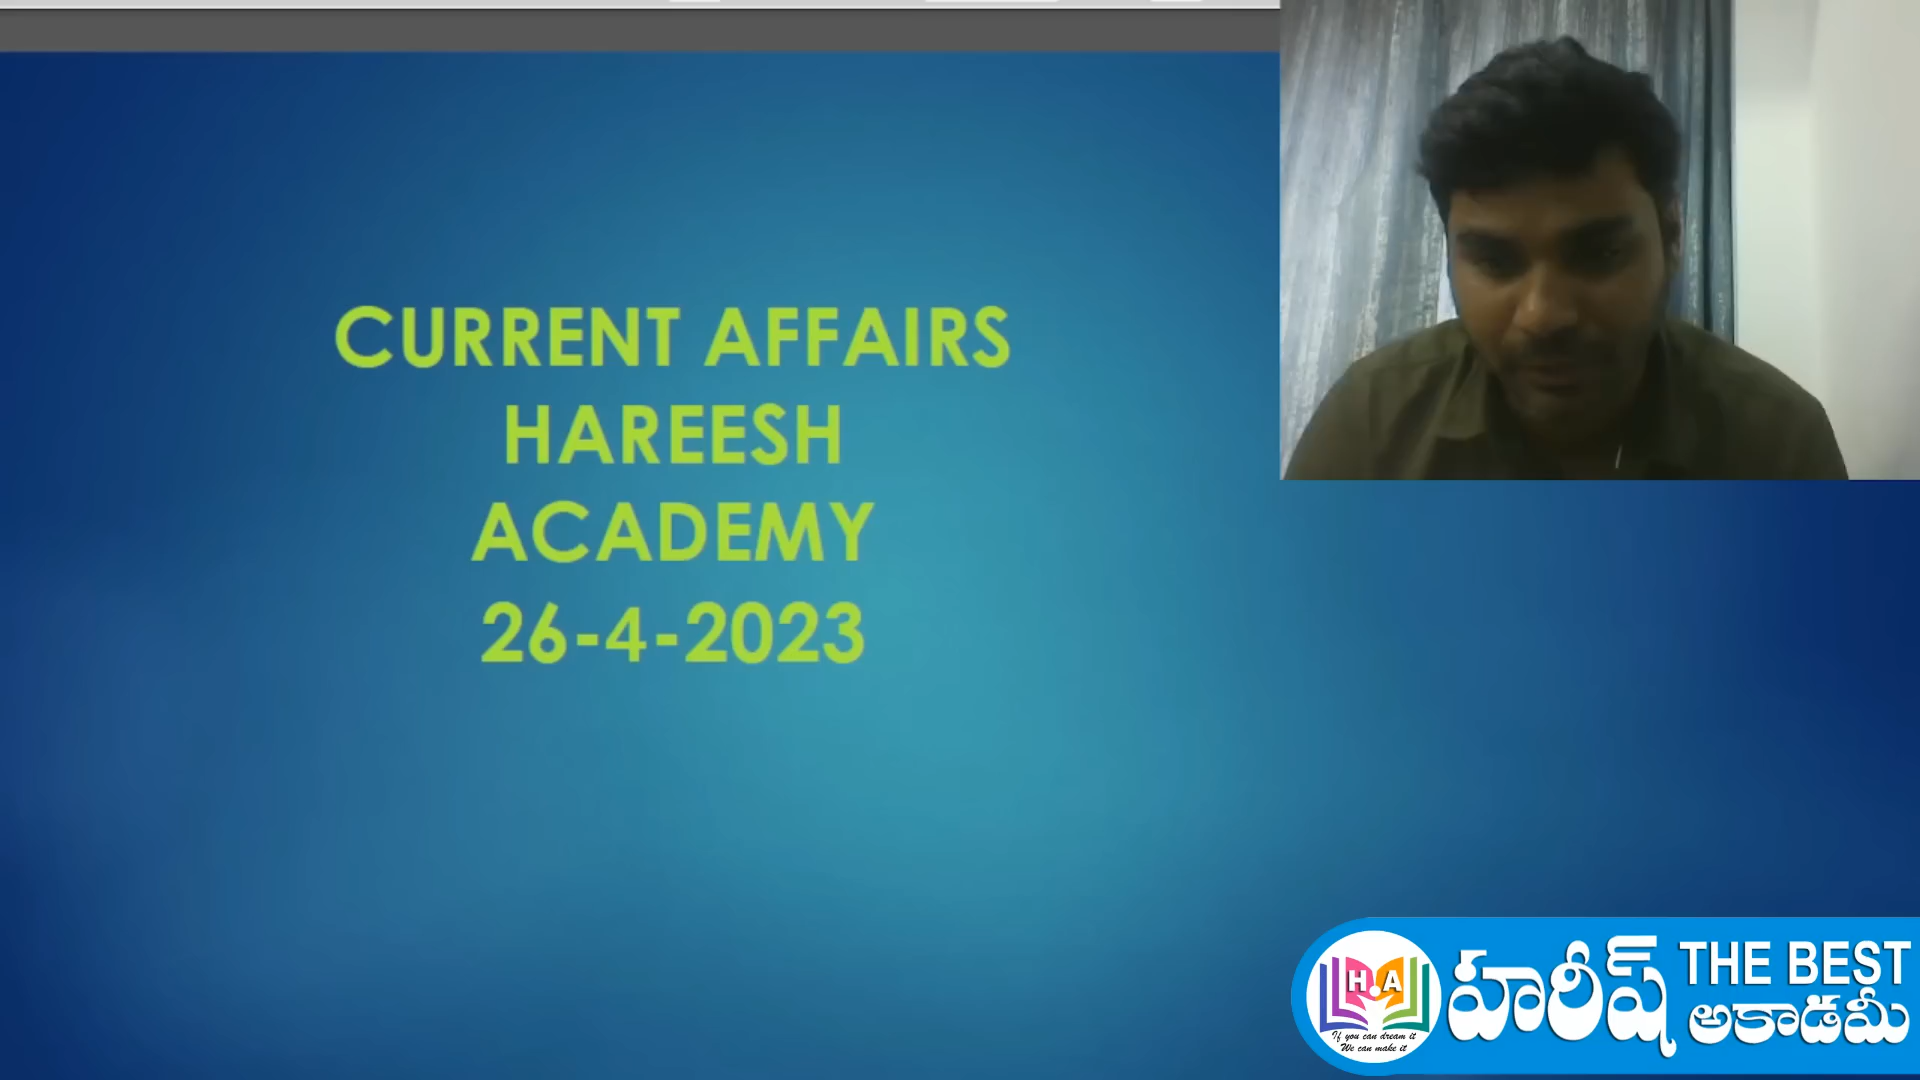 CURRENT AFFAIRS
HAREESH
ACADEMY
26-4-2023
H.A
If you can dream it
We can make it
హరీష్ THE BEST
అకాడమీ